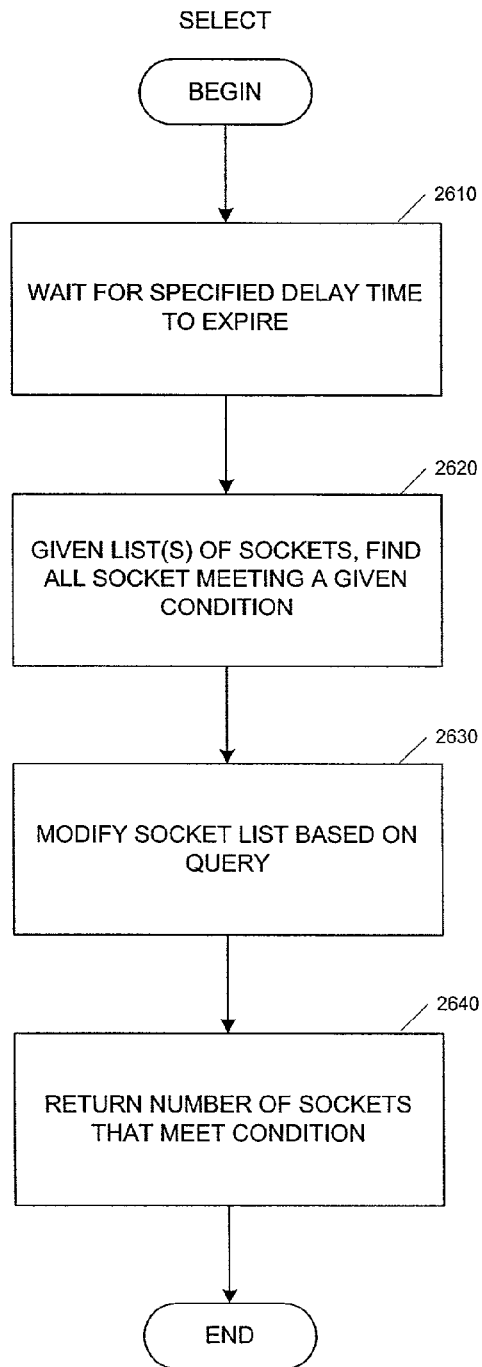 SELECT
BEGIN
2610
WAIT FOR SPECIFIED DELAY TIME
TO EXPIRE
2620
GIVEN LIST(S) OF SOCKETS, FIND
ALL SOCKET MEETING A GIVEN
CONDITION
2630
MODIFY SOCKET LIST BASED ON
QUERY
2640
RETURN NUMBER OF SOCKETS
THAT MEET CONDITION
END